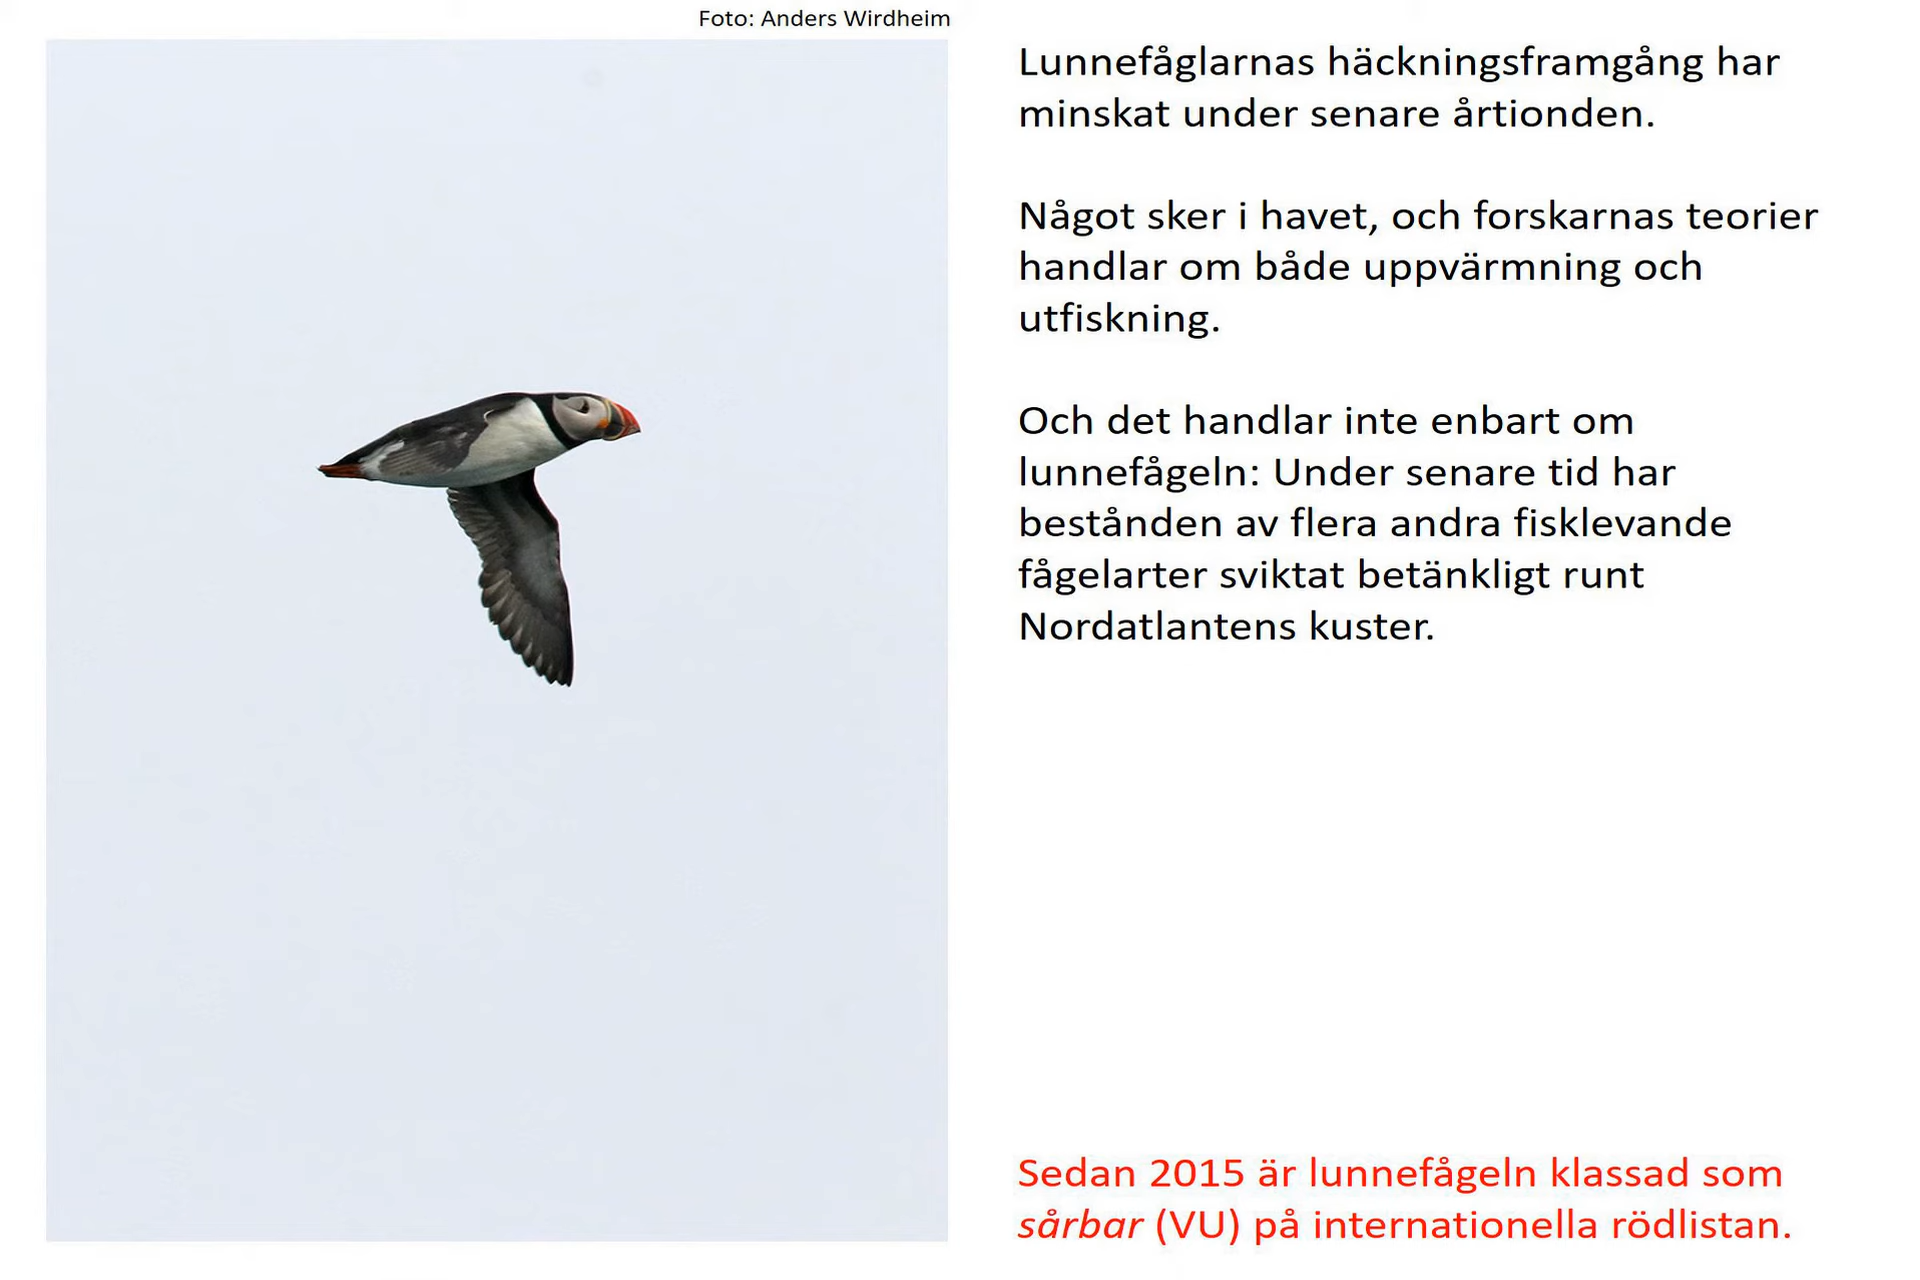 Foto: Anders Wirdheim
Lunnefåglarnas häckningsframgång har
minskat under senare årtionden.
Något sker i havet, och forskarnas teorier
handlar om både uppvärmning och
utfiskning.
Och det handlar inte enbart om
lunnefågeln: Under senare tid har
bestånden av flera andra fisklevande
fågelarter sviktat betänkligt runt
Nordatlantens kuster.
Sedan 2015 är lunnefågeln klassad som
sårbar (VU) på internationella rödlistan.